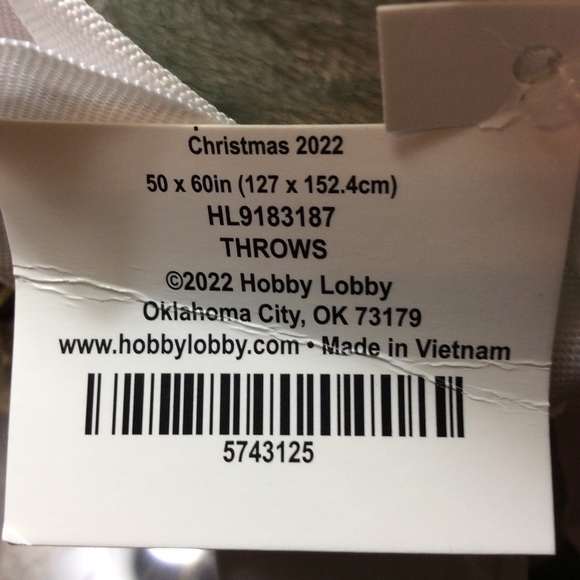 Christmas 2022
50 x 60in (127 x 152.4cm)
HL9183187
THROWS
©2022 Hobby Lobby
Oklahoma City, OK 73179
www.hobbylobby.com • Made in Vietnam
5743125